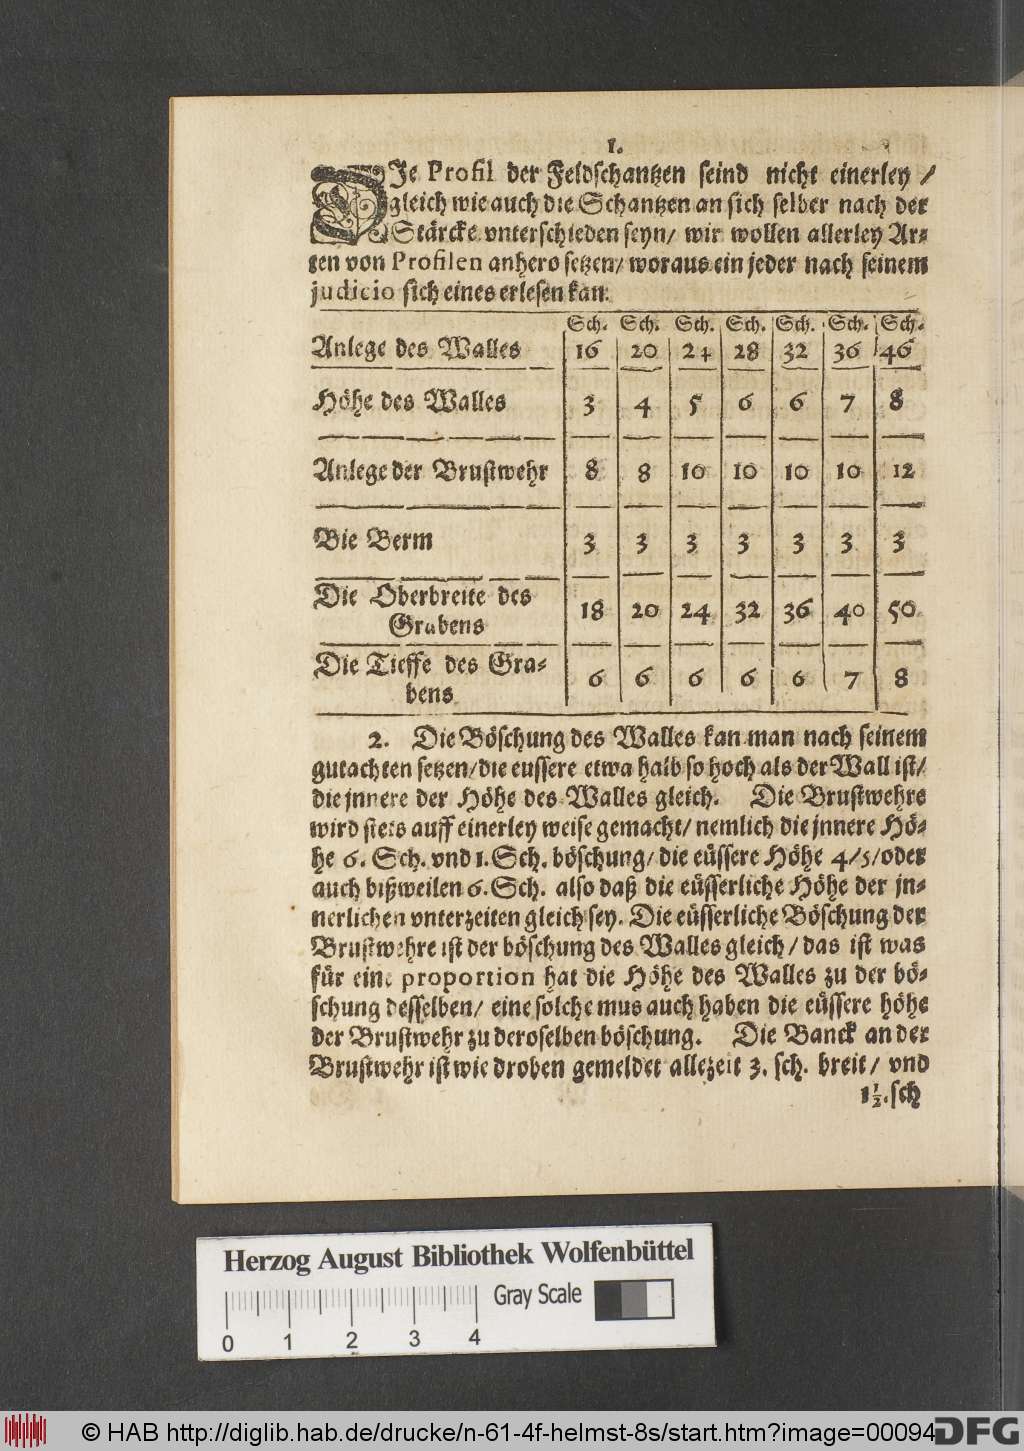 1.
DJe Profil der Feldschantzen seind nicht einerley /
gleich wie auch die Schantzen an sich selber nach der
Stärcke vnterschieden seyn/ wir wollen allerley Ar-
ten von Profilen anhero setzen/ woraus ein jeder nach seinem
judicio sich eines erlesen kan.
Sch. Sch. Sch. Sch. Sch. Sch. Sch.
Anlege des Walles 16 20 24 28 32 36 46
Höhe des Walles 3 4 5 6 6 7 8
Anlege der Brustwehr 8 8 10 10 10 10 12
Die Berm 3 3 3 3 3 3 3
Die Oberbreite des
Grabens 18 20 24 32 36 40 50
Die Tieffe des Gra-
bens 6 6 6 6 6 7 8
2. Die Böschung des Walles kan man nach seinem
gutachten setzen/die eussere etwa halb so hoch als der Wall ist/
die jnnere der Höhe des Walles gleich. Die Brustwehre
wird stets auff einerley weise gemacht/ nemlich die jnnere Hö-
he 6. Sch. vnd 1. Sch. böschung/ die eüssere Höhe 4/5/oder
auch bißweilen 6. Sch. also daß die eüsserliche Höhe der jn-
nerlichen vnterzeiten gleich sey. Die eüsserliche Böschung der
Brustwehre ist der böschung des Walles gleich/ das ist was
für eine proportion hat die Höhe des Walles zu der bö-
schung desselben/ eine solche mus auch haben die eüssere höhe
der Brustwehr zu deroselben böschung. Die Banck an der
Brustwehr ist wie droben gemeldet allezeit 3. sch. breit/ vnd
1½. sch
Herzog August Bibliothek Wolfenbüttel
Gray Scale
0 1 2 3 4
© HAB http://diglib.hab.de/drucke/n-61-4f-helmst-8s/start.htm?image=00094
DFG